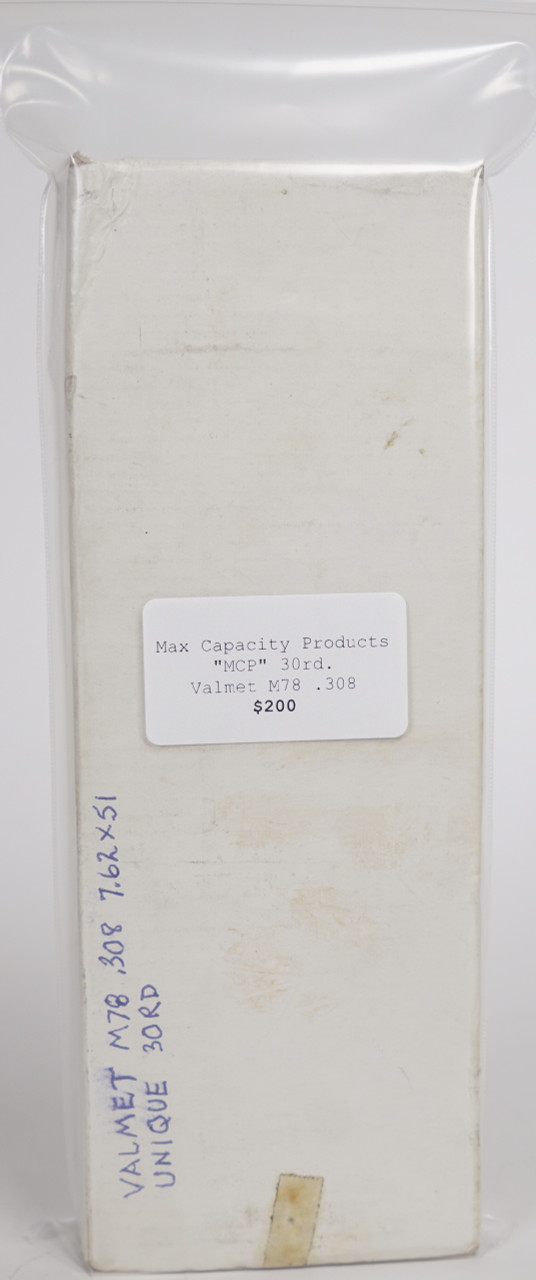 Max Capacity Products
"MCP" 30rd.
Valmet M78 .308
$200
VALMET M78 .308 7.62X51
UNIQUE 30RD